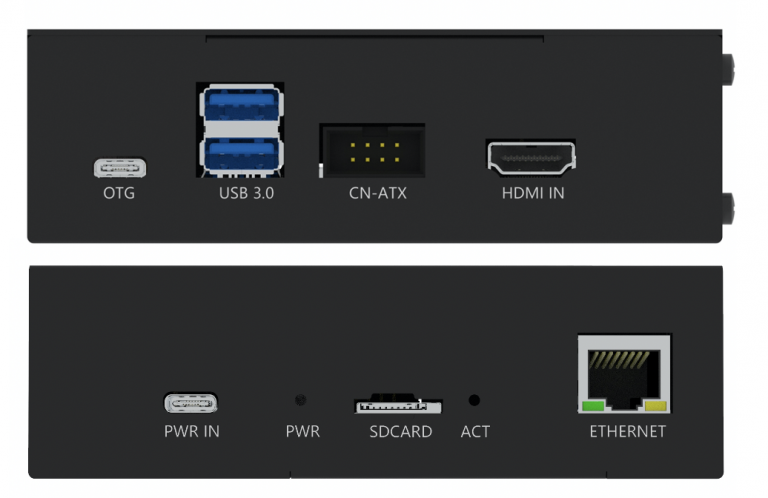 OTG
USB 3.0
CN-ATX
HDMI IN
PWR IN
PWR
SDCARD
ACT
ETHERNET